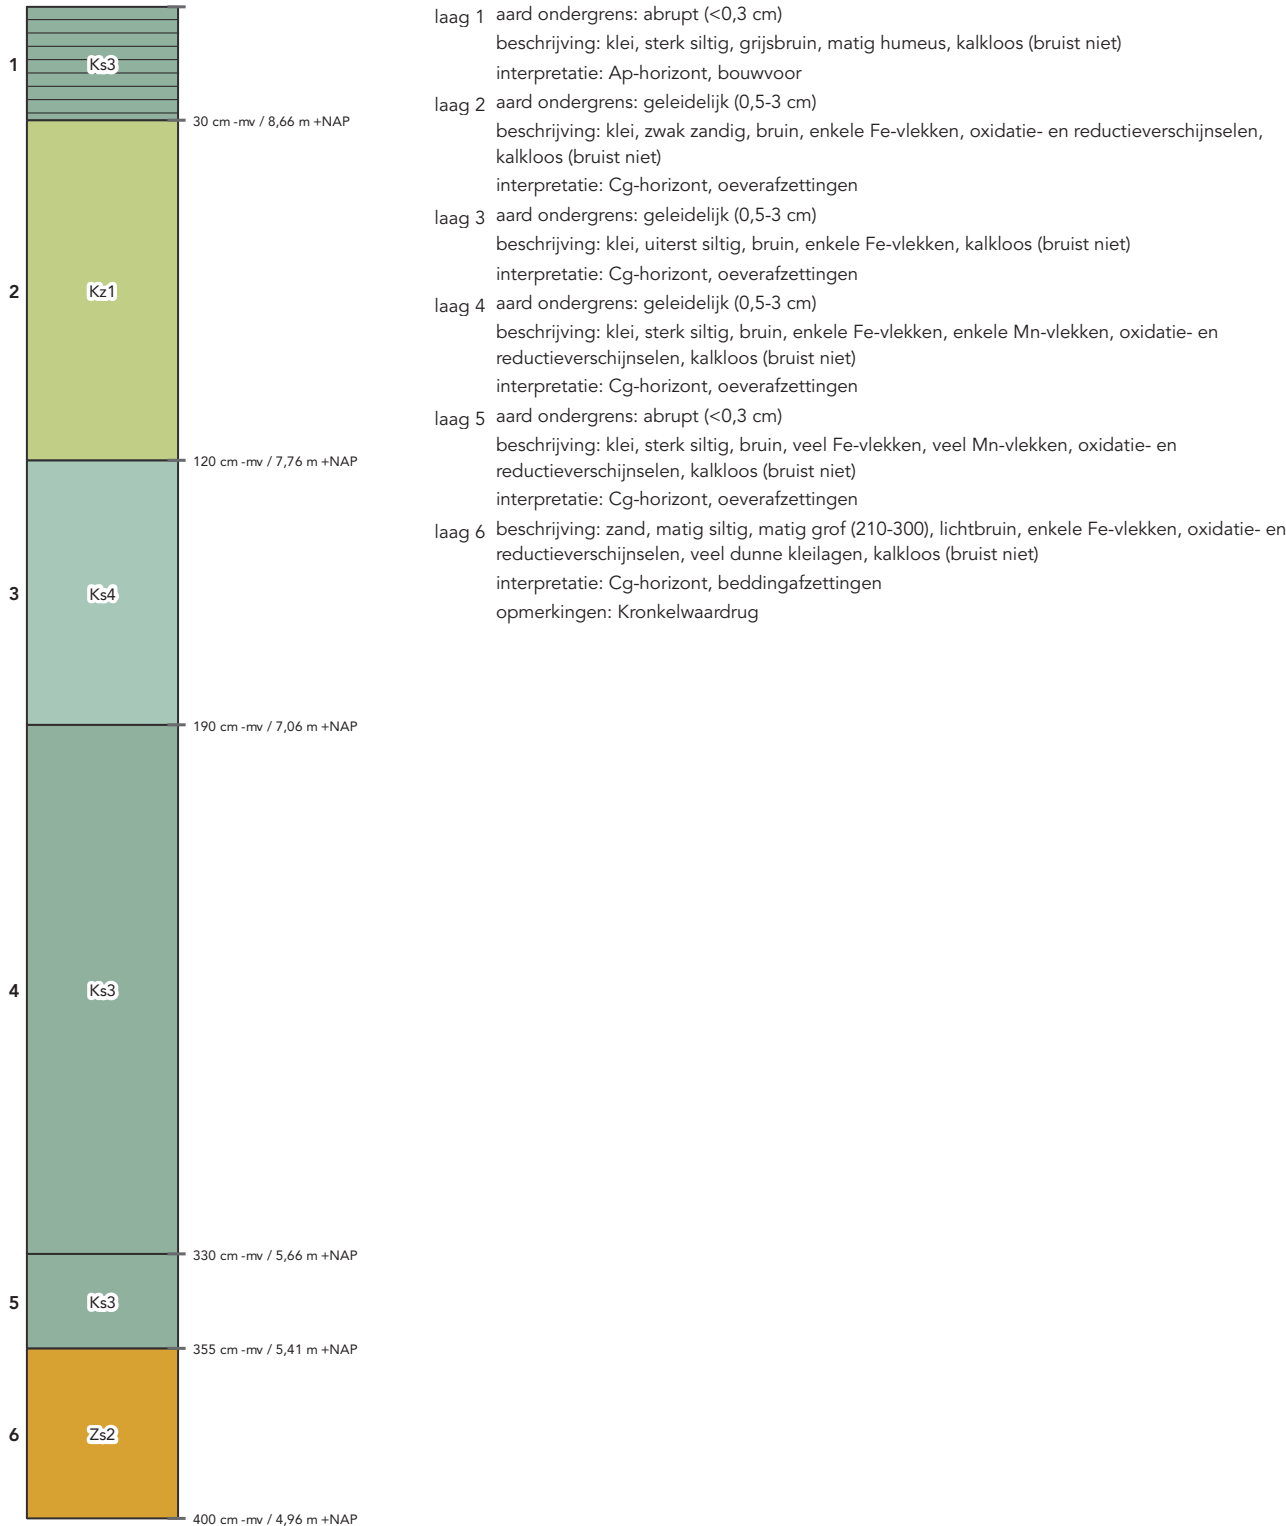 laag 1 aard ondergrens: abrupt (<0,3 cm)
beschrijving: klei, sterk siltig, grijsbruin, matig humeus, kalkloos (bruist niet)
interpretatie: Ap-horizont, bouwvoor
laag 2 aard ondergrens: geleidelijk (0,5-3 cm)
beschrijving: klei, zwak zandig, bruin, enkele Fe-vlekken, oxidatie- en reductieverschijnselen,
kalkloos (bruist niet)
interpretatie: Cg-horizont, oeverafzettingen
laag 3 aard ondergrens: geleidelijk (0,5-3 cm)
beschrijving: klei, uiterst siltig, bruin, enkele Fe-vlekken, kalkloos (bruist niet)
interpretatie: Cg-horizont, oeverafzettingen
laag 4 aard ondergrens: geleidelijk (0,5-3 cm)
beschrijving: klei, sterk siltig, bruin, enkele Fe-vlekken, enkele Mn-vlekken, oxidatie- en
reductieverschijnselen, kalkloos (bruist niet)
interpretatie: Cg-horizont, oeverafzettingen
laag 5 aard ondergrens: abrupt (<0,3 cm)
beschrijving: klei, sterk siltig, bruin, veel Fe-vlekken, veel Mn-vlekken, oxidatie- en
reductieverschijnselen, kalkloos (bruist niet)
interpretatie: Cg-horizont, oeverafzettingen
laag 6 beschrijving: zand, matig siltig, matig grof (210-300), lichtbruin, enkele Fe-vlekken, oxidatie- en
reductieverschijnselen, veel dunne kleilagen, kalkloos (bruist niet)
interpretatie: Cg-horizont, beddingafzettingen
opmerkingen: Kronkelwaardrug
1 Ks3
30 cm -mv / 8,66 m +NAP
2 Kz1
120 cm -mv / 7,76 m +NAP
3 Ks4
190 cm -mv / 7,06 m +NAP
4 Ks3
330 cm -mv / 5,66 m +NAP
5 Ks3
355 cm -mv / 5,41 m +NAP
6 Zs2
400 cm -mv / 4,96 m +NAP